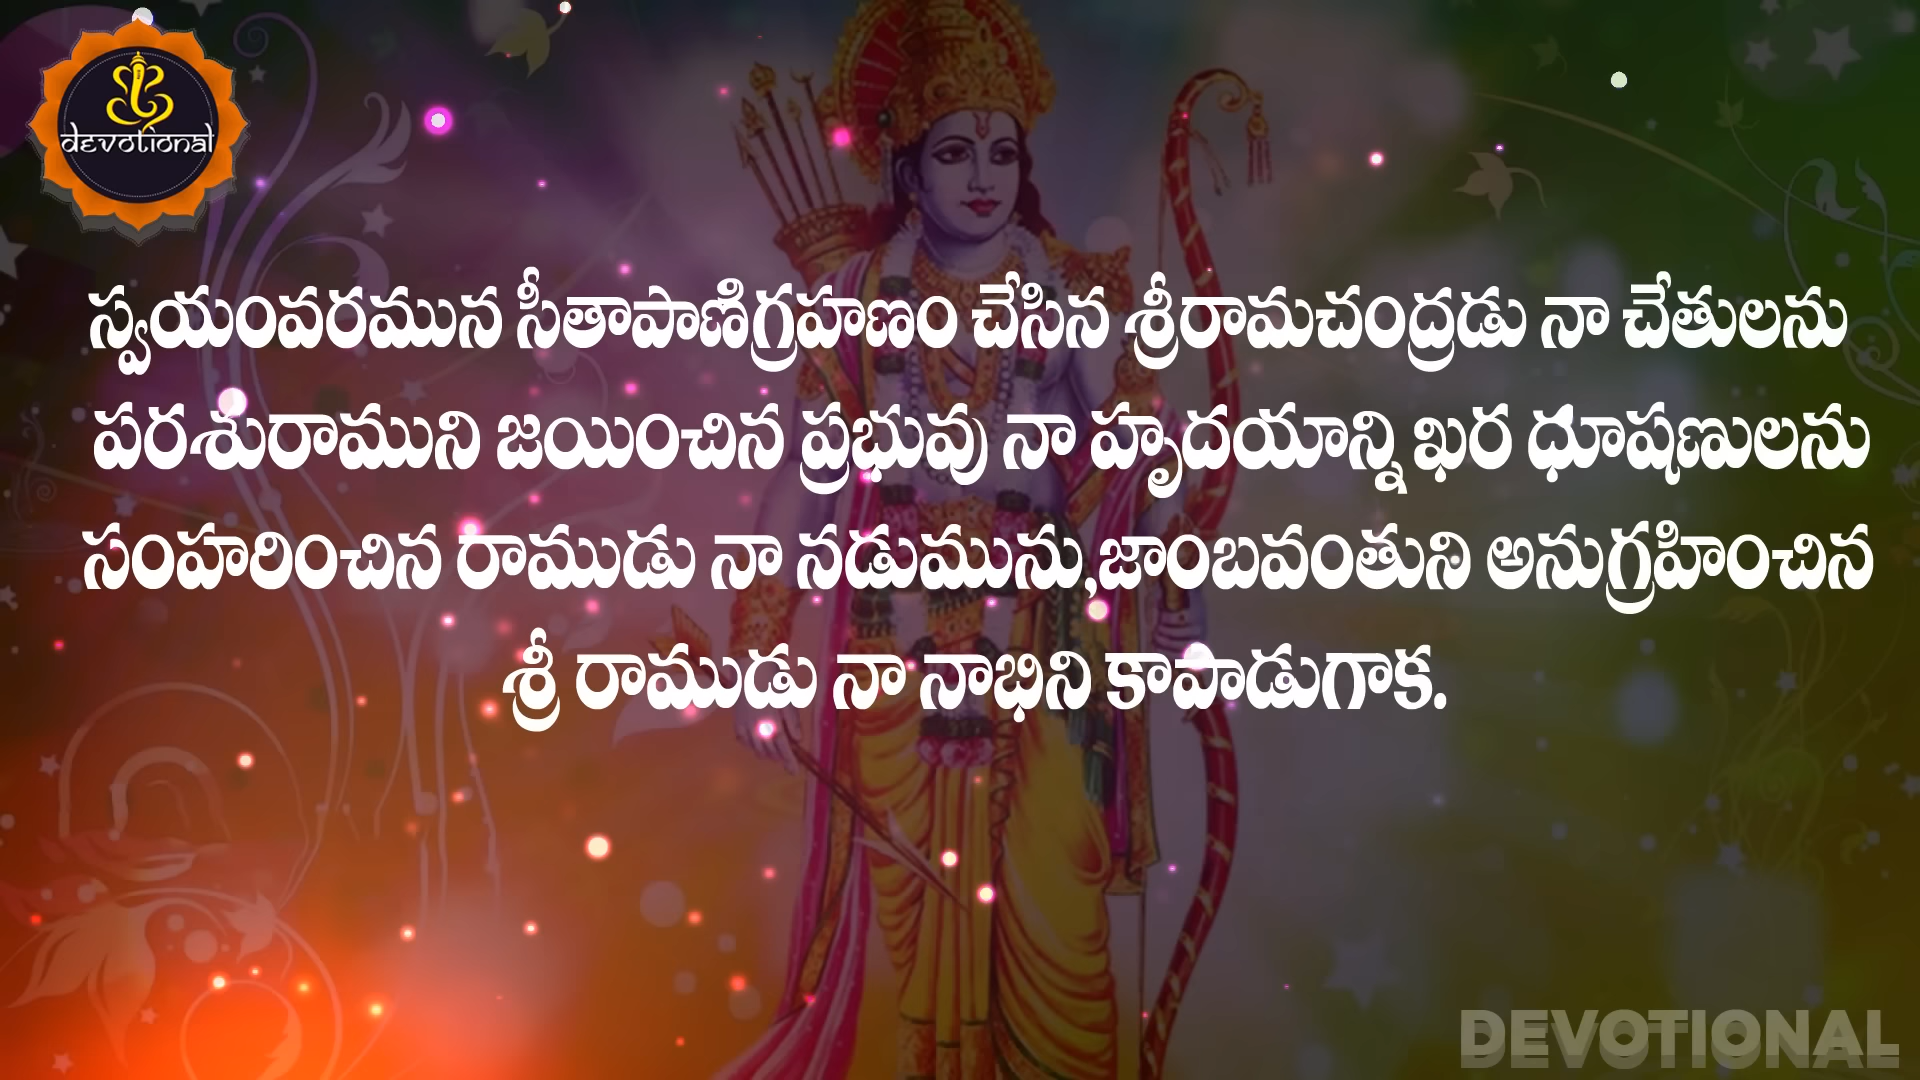 devotional
స్వయంవరమున సీతాపాణిగ్రహణం చేసిన శ్రీరామచంద్రడు నా చేతులను
పరశురాముని జయించిన ప్రభువు నా హృదయాన్ని ఖర ధూషణులను
సంహరించిన రాముడు నా నడుమును,జాంబవంతుని అనుగ్రహించిన
శ్రీ రాముడు నా నాభిని కాపాడుగాక.
DEVOTIONAL